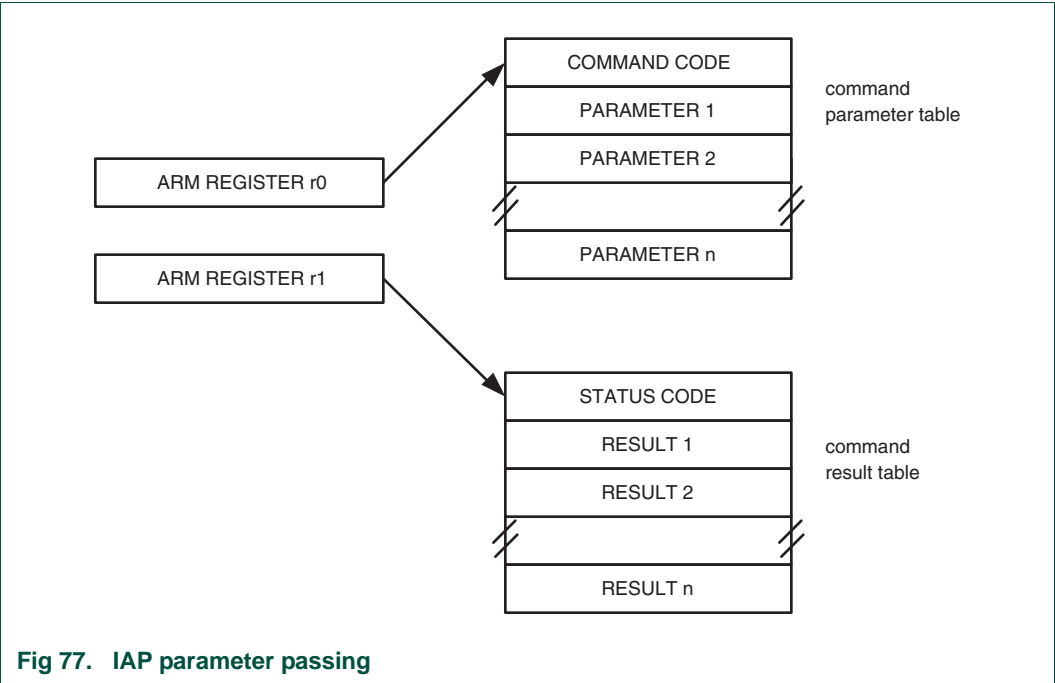 COMMAND CODE
PARAMETER 1
PARAMETER 2
PARAMETER n
command
parameter table
ARM REGISTER r0
ARM REGISTER r1
STATUS CODE
RESULT 1
RESULT 2
RESULT n
command
result table
Fig 77. IAP parameter passing